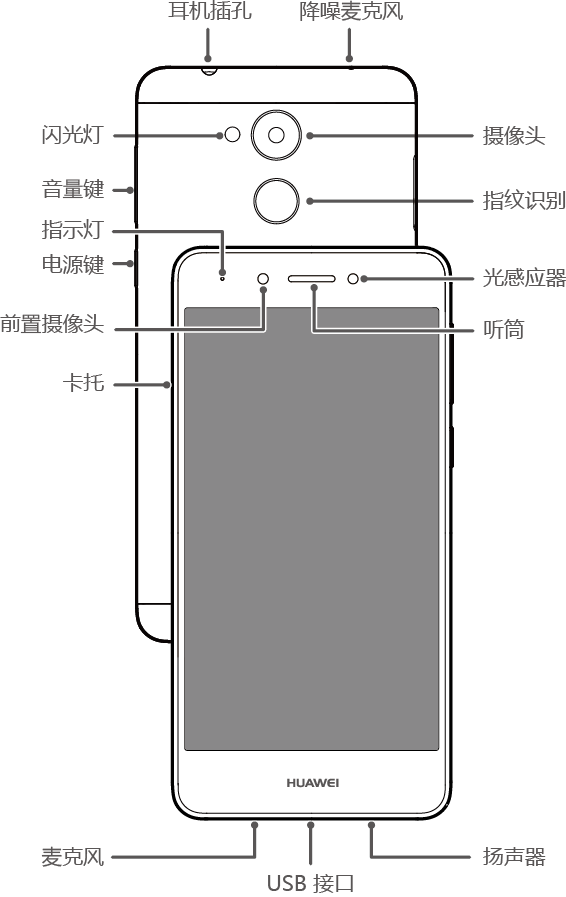 耳机插孔
降噪麦克风
闪光灯
摄像头
音量键
指纹识别
指示灯
电源键
光感应器
前置摄像头
听筒
卡托
HUAWEI
麦克风
扬声器
USB 接口